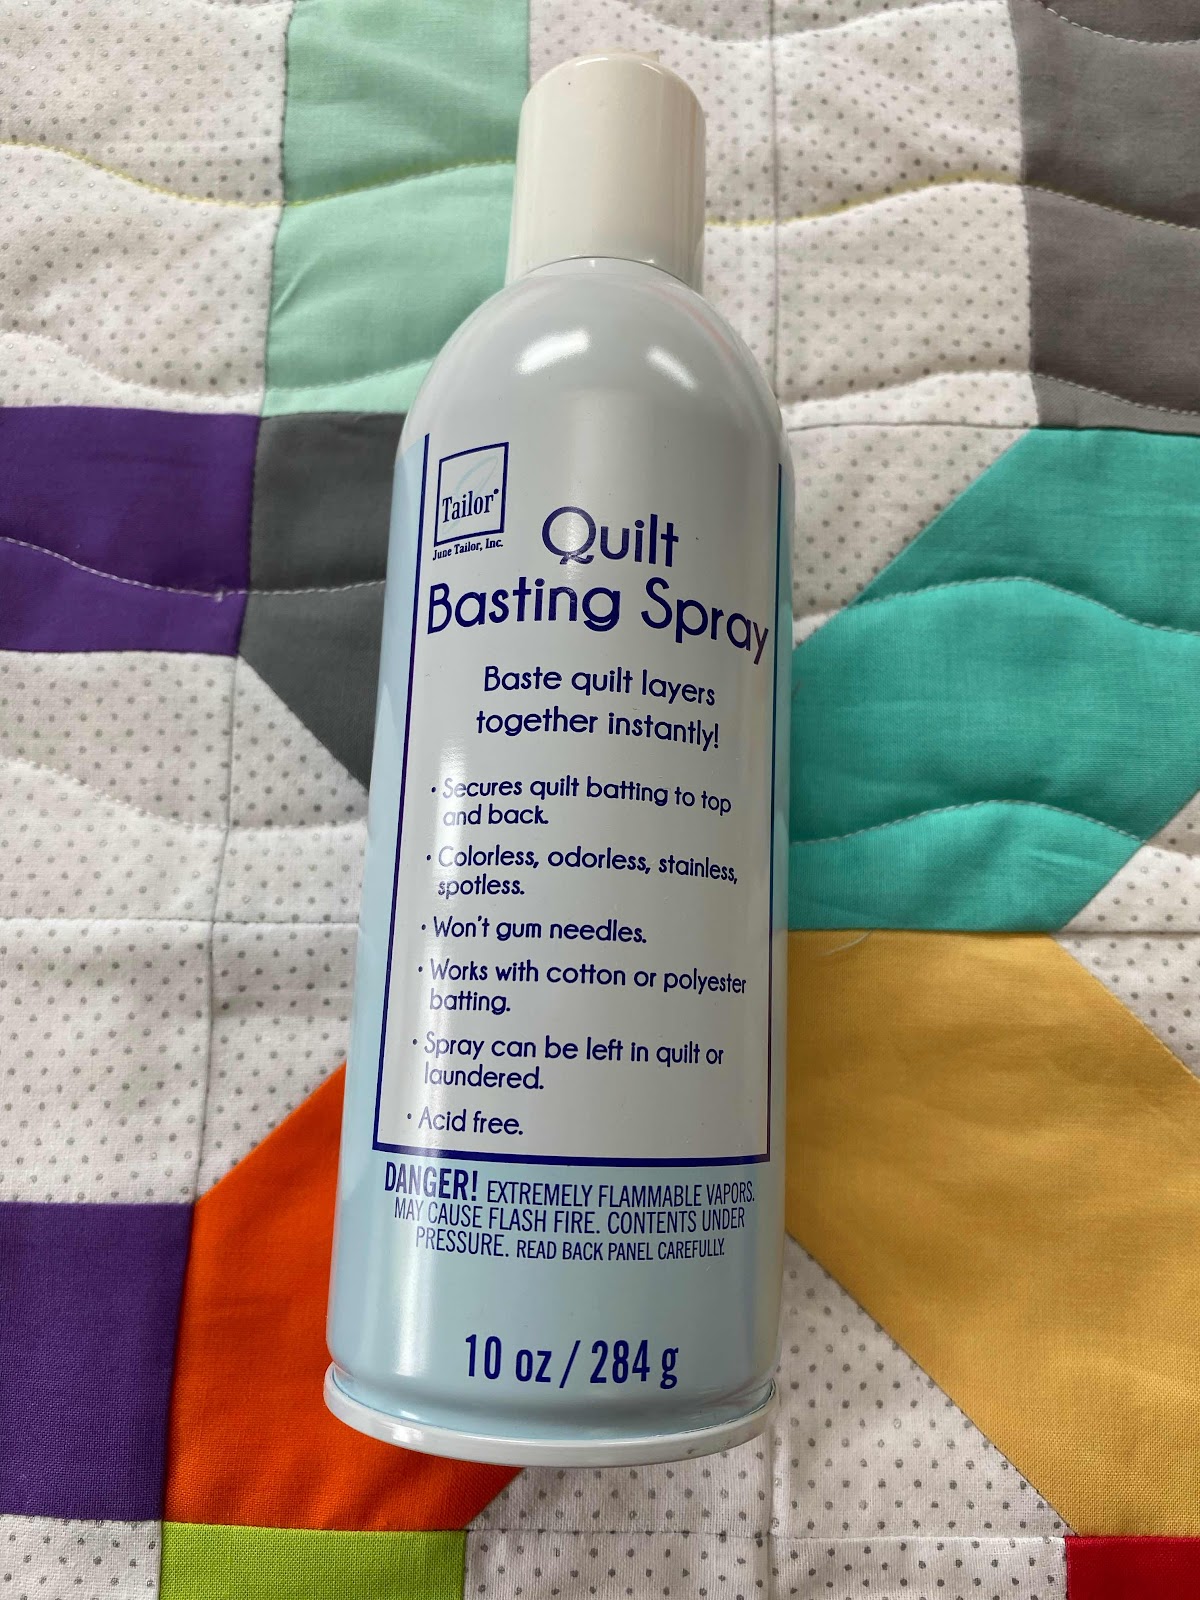 Tailor®
June Tailor, Inc.
Quilt
Basting Spray
Baste quilt layers
together instantly!
• Secures quilt batting to top
and back.
• Colorless, odorless, stainless,
spotless.
• Won't gum needles.
• Works with cotton or polyester
batting.
• Spray can be left in quilt or
laundered.
• Acid free.
DANGER! EXTREMELY FLAMMABLE VAPORS.
MAY CAUSE FLASH FIRE. CONTENTS UNDER
PRESSURE. READ BACK PANEL CAREFULLY.
10 oz / 284 g